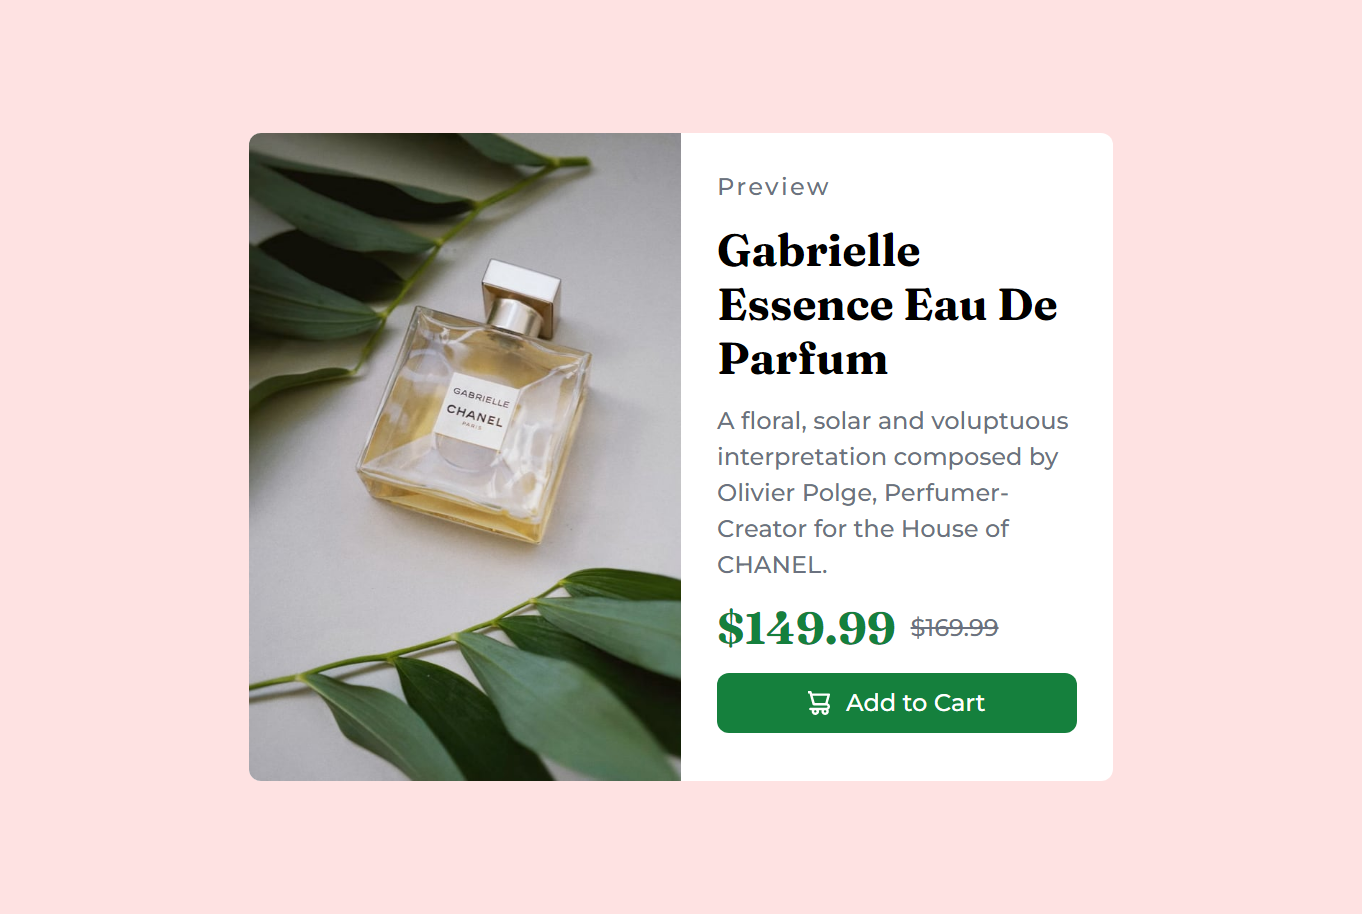 GABRIELLE
CHANEL
PARIS
Preview
Gabrielle
Essence Eau De
Parfum
A floral, solar and voluptuous
interpretation composed by
Olivier Polge, Perfumer-
Creator for the House of
CHANEL.
$149.99 $169.99
Add to Cart